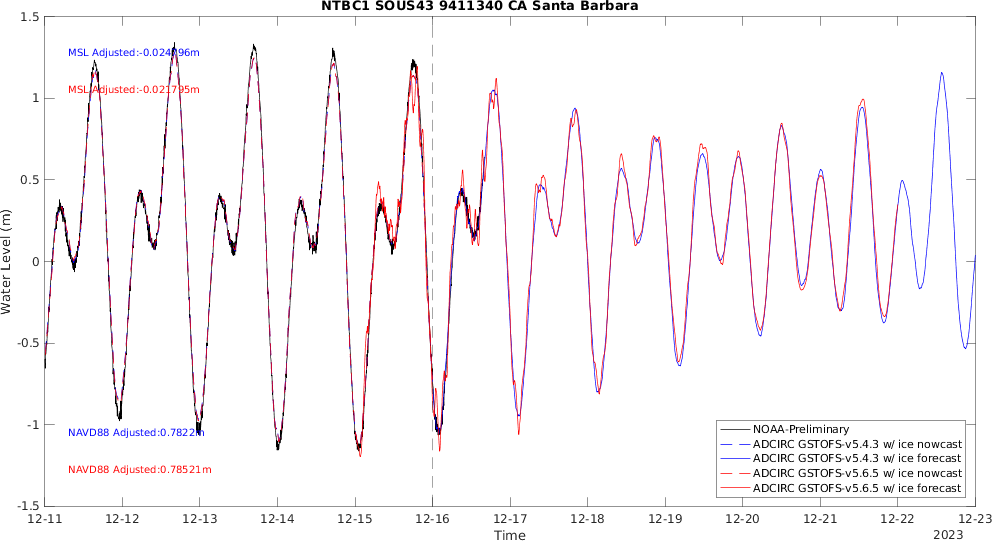 NTBC1 SOUS43 9411340 CA Santa Barbara
1.5
1
0.5
0
-0.5
-1
-1.5
Water Level (m)
MSL Adjusted:-0.024896m
MSL Adjusted:-0.021795m
NAVD88 Adjusted:0.7822m
NAVD88 Adjusted:0.78521m
NOAA-Preliminary
ADCIRC GSTOFS-v5.4.3 w/ ice nowcast
ADCIRC GSTOFS-v5.4.3 w/ ice forecast
ADCIRC GSTOFS-v5.6.5 w/ ice nowcast
ADCIRC GSTOFS-v5.6.5 w/ ice forecast
12-11 12-12 12-13 12-14 12-15 12-16 12-17 12-18 12-19 12-20 12-21 12-22 12-23
Time
2023